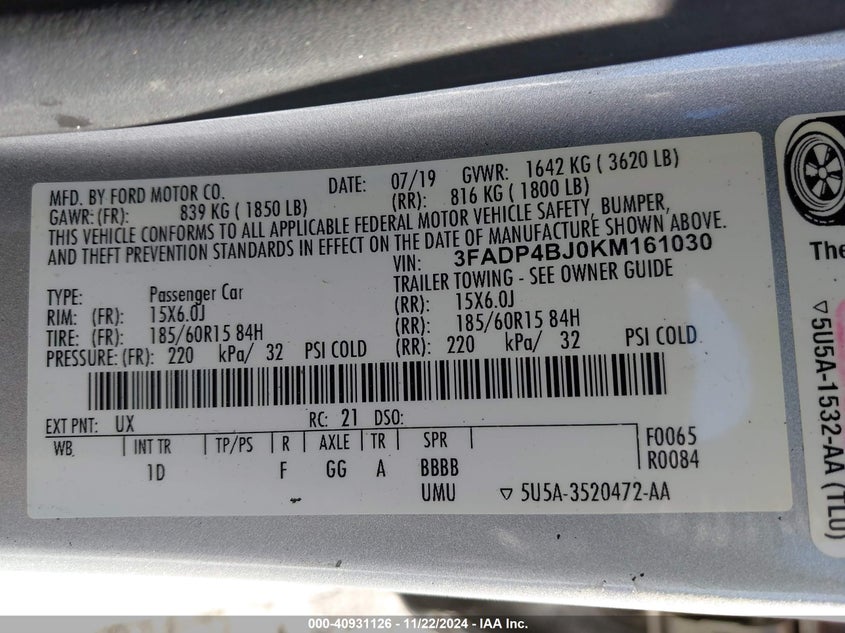 MFD. BY FORD MOTOR CO. DATE: 07/19 GVWR: 1642 KG ( 3620 LB)
GAWR: (FR): 839 KG ( 1850 LB) (RR): 816 KG ( 1800 LB)
THIS VEHICLE CONFORMS TO ALL APPLICABLE FEDERAL MOTOR VEHICLE SAFETY, BUMPER,
AND THEFT PREVENTION STANDARDS IN EFFECT ON THE DATE OF MANUFACTURE SHOWN ABOVE.
VIN: 3FADP4BJ0KM161030
TRAILER TOWING - SEE OWNER GUIDE
TYPE: Passenger Car
RIM: (FR): 15X6.0J (RR): 15X6.0J
TIRE: (FR): 185/60R15 84H (RR): 185/60R15 84H
PRESSURE: (FR): 220 kPa/ 32 PSI COLD (RR): 220 kPa/ 32 PSI COLD
EXT PNT: UX RC: 21 DSO:
WB INT TR TP/PS R AXLE TR SPR F0065
1D F GG A BBBB R0084
UMU ▽ 5U5A-3520472-AA
The
▽5U5A-1532-AA (TLU)
000-40931126 - 11/22/2024 - IAA Inc.